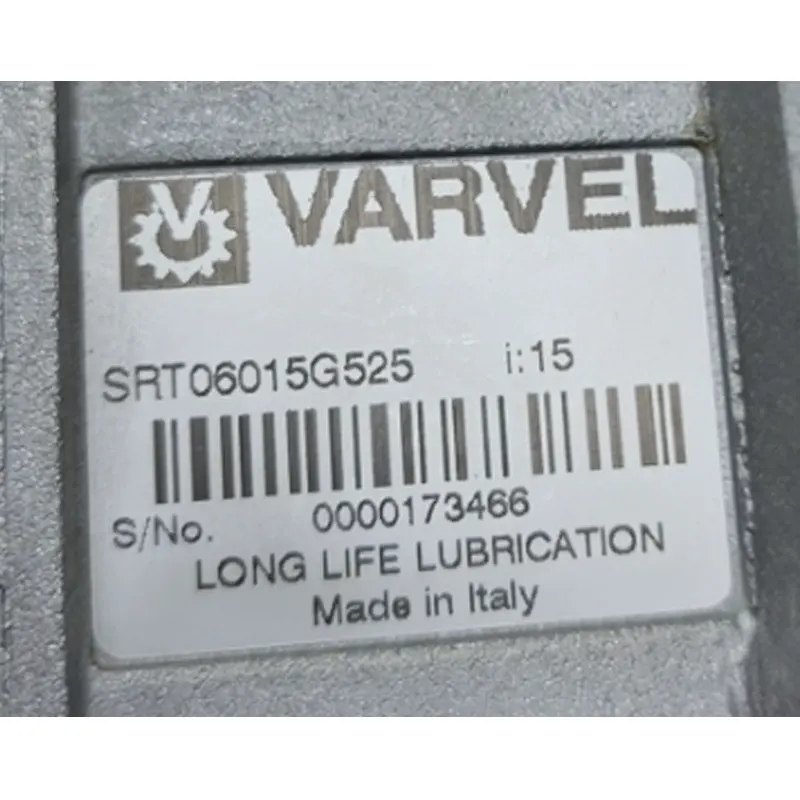 VARVEL
SRT06015G525 i:15
S/No. 0000173466
LONG LIFE LUBRICATION
Made in Italy